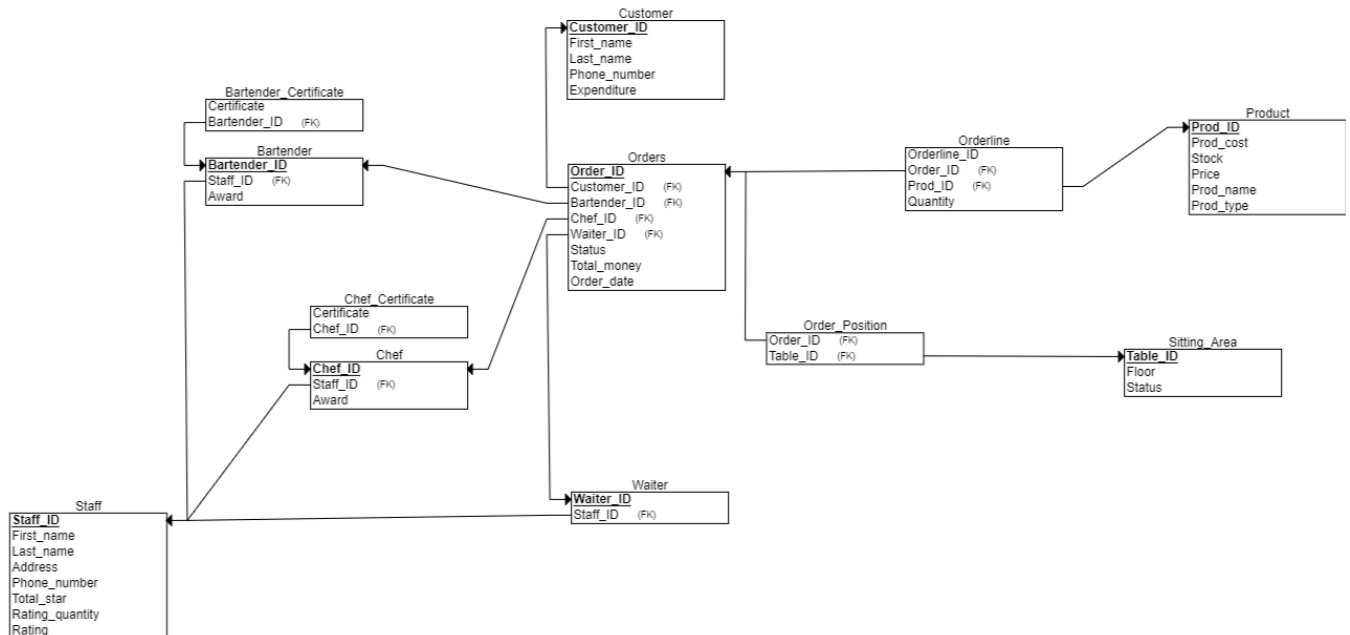 Customer
Customer_ID
First_name
Last_name
Phone_number
Expenditure
Bartender_Certificate
Certificate
Bartender_ID (FK)
Bartender
Bartender_ID
Staff_ID (FK)
Award
Orders
Order_ID
Customer_ID (FK)
Bartender_ID (FK)
Chef_ID (FK)
Waiter_ID (FK)
Status
Total_money
Order_date
Orderline
Orderline_ID
Order_ID (FK)
Prod_ID (FK)
Quantity
Product
Prod_ID
Prod_cost
Stock
Price
Prod_name
Prod_type
Chef_Certificate
Certificate
Chef_ID (FK)
Chef
Chef_ID
Staff_ID (FK)
Award
Order_Position
Order_ID (FK)
Table_ID (FK)
Sitting_Area
Table_ID
Floor
Status
Waiter
Waiter_ID
Staff_ID (FK)
Staff
Staff_ID
First_name
Last_name
Address
Phone_number
Total_star
Rating_quantity
Rating